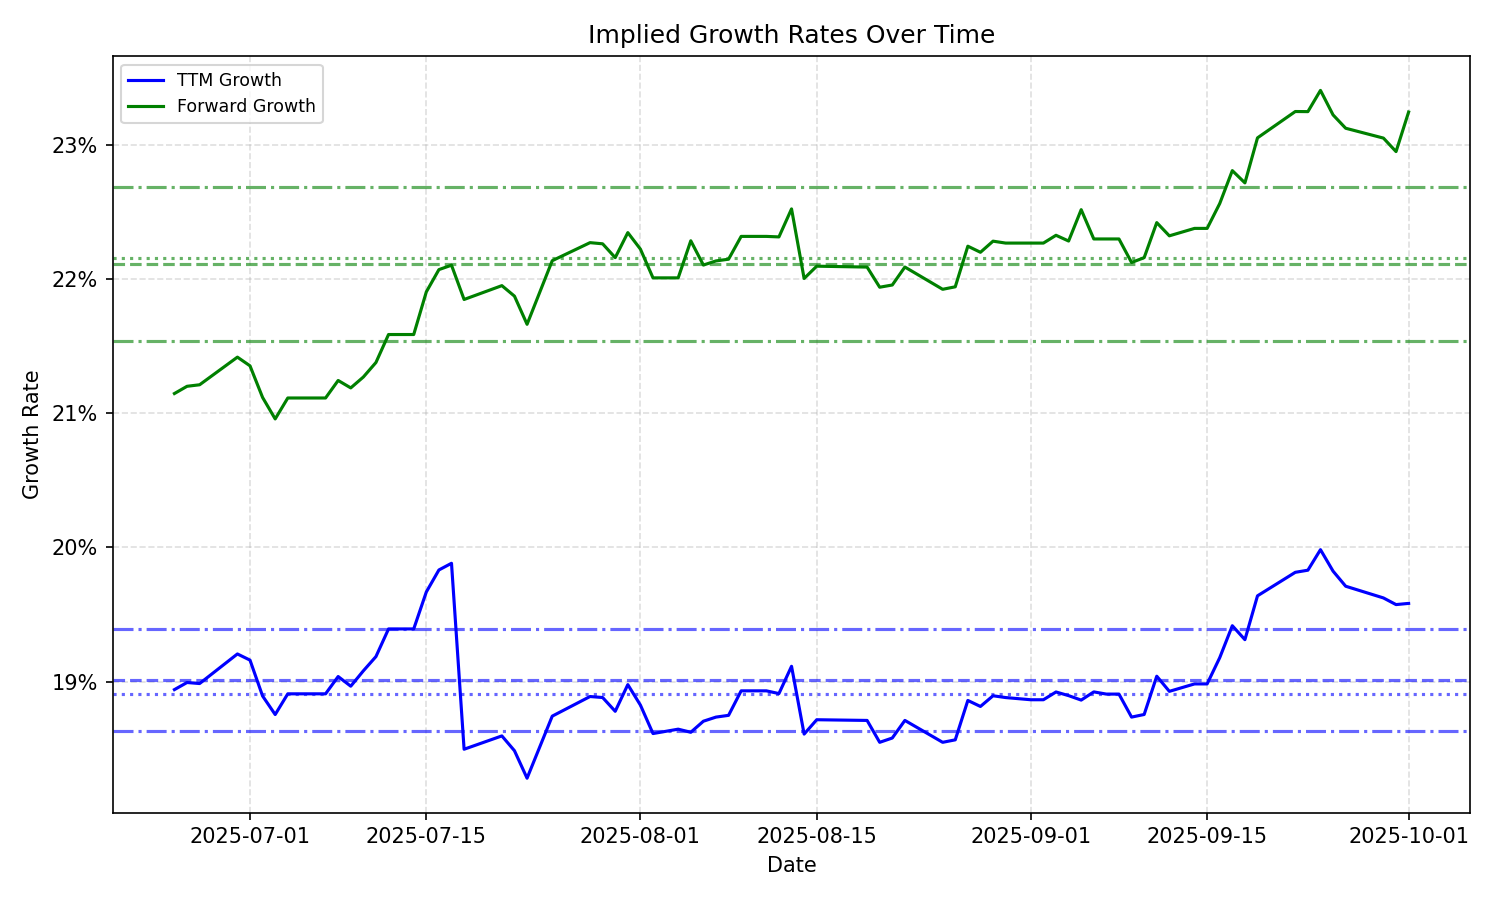 Implied Growth Rates Over Time
TTM Growth
Forward Growth
23%
22%
21%
20%
19%
Growth Rate
2025-07-01
2025-07-15
2025-08-01
2025-08-15
2025-09-01
2025-09-15
2025-10-01
Date